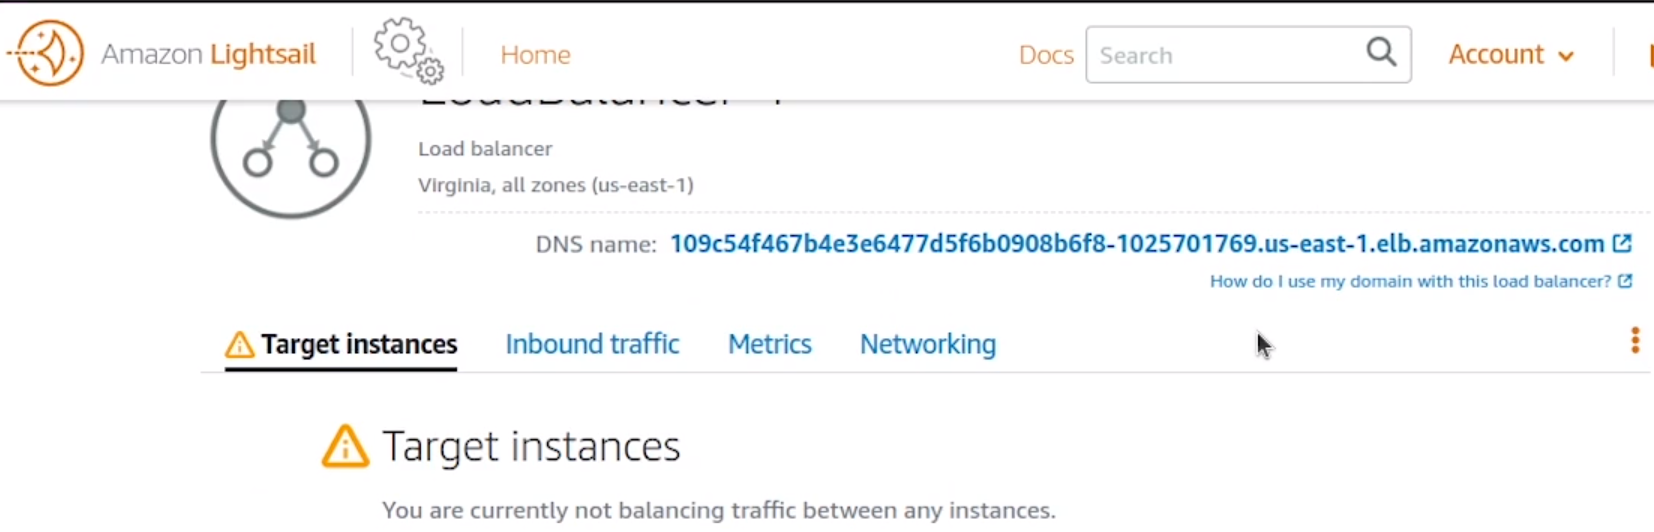 Amazon Lightsail Home Docs Search Account
LoadBalancer-1
Load balancer
Virginia, all zones (us-east-1)
DNS name: 109c54f467b4e3e6477d5f6b0908b6f8-1025701769.us-east-1.elb.amazonaws.com
How do I use my domain with this load balancer?
Target instances Inbound traffic Metrics Networking
Target instances
You are currently not balancing traffic between any instances.